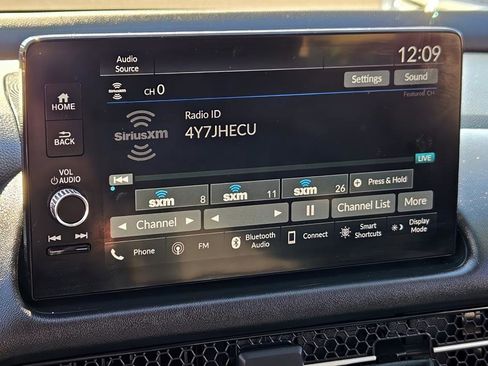 Audio Source
12:09
HOME
BACK
VOL
AUDIO
CH 0
Settings
Sound
Featured CH
Radio ID
4Y7JHECU
SiriusXM
LIVE
sxm 8
sxm 11
sxm 26
Press & Hold
Channel
Channel List
More
Phone
FM
Bluetooth Audio
Connect
Smart Shortcuts
Display Mode